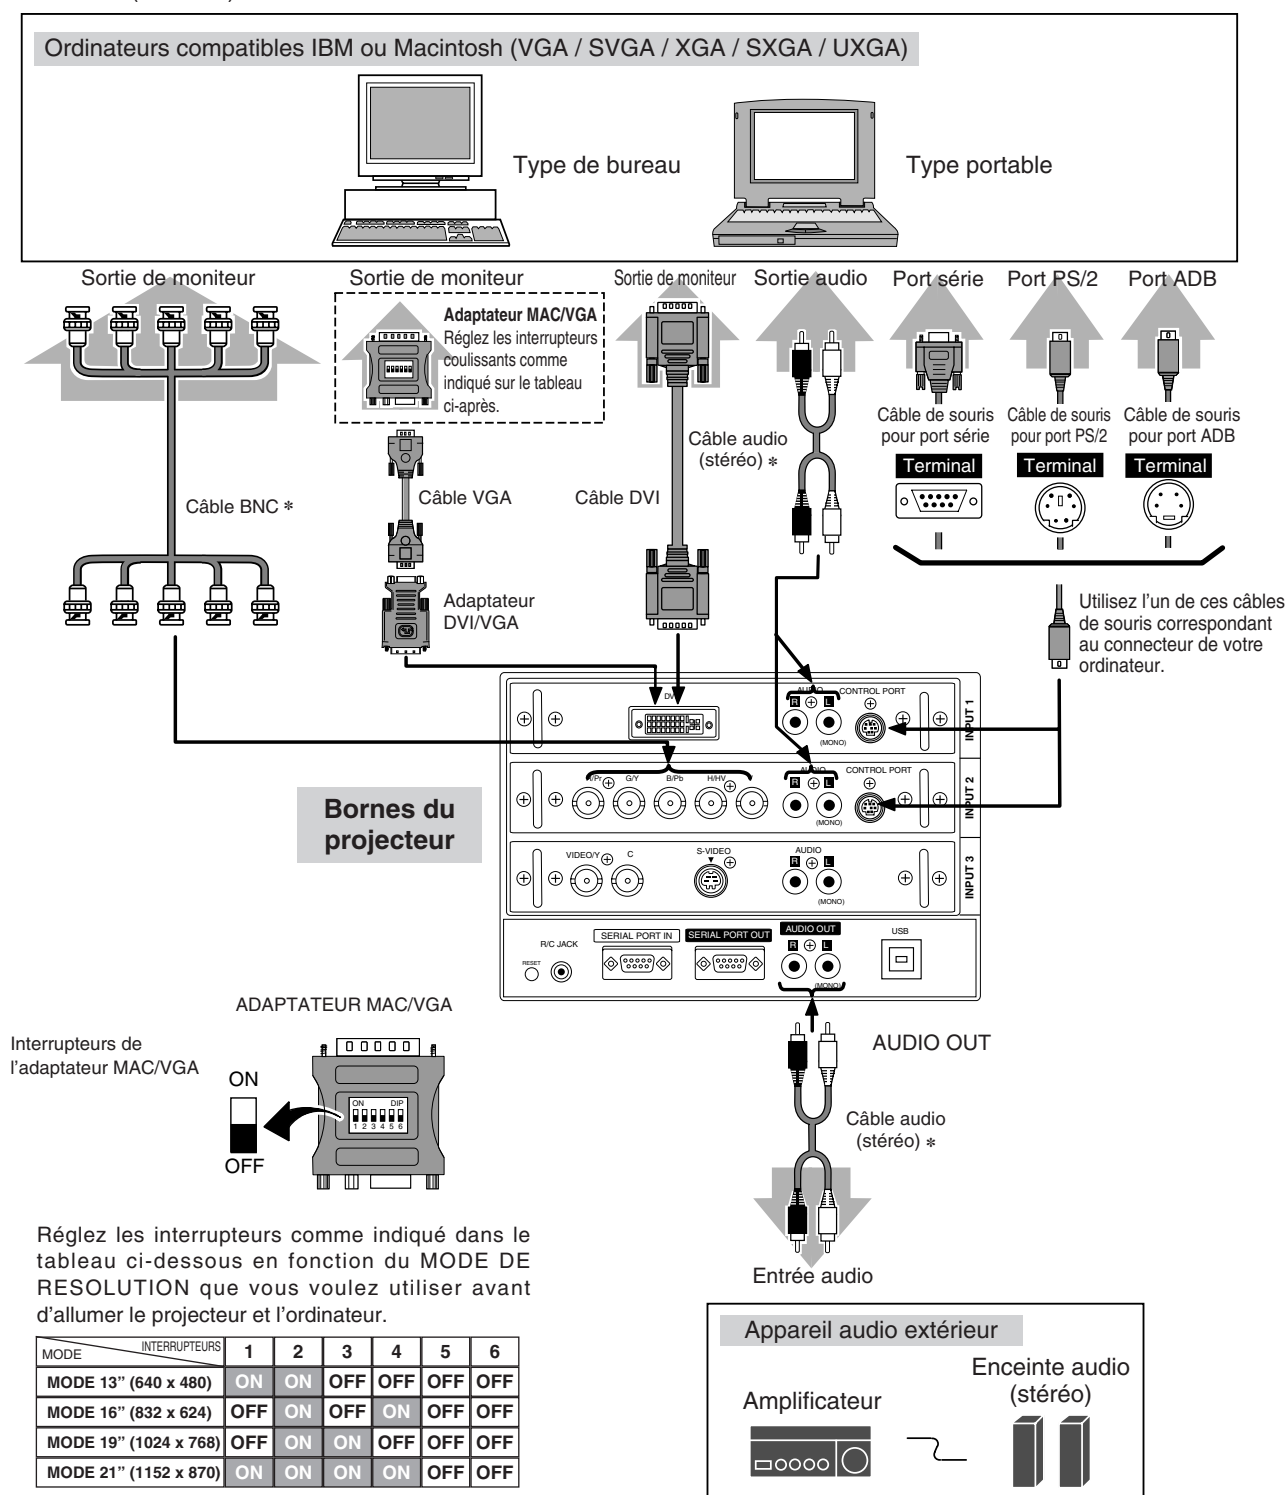 Ordinateurs compatibles IBM ou Macintosh (VGA / SVGA / XGA / SXGA / UXGA)
Type de bureau
Type portable
Sortie de moniteur
Sortie de moniteur
Sortie de moniteur
Sortie audio
Port série
Port PS/2
Port ADB
Adaptateur MAC/VGA
Réglez les interrupteurs
coulissants comme
indiqué sur le tableau
ci-après.
Câble audio
(stéréo) *
Câble de souris
pour port série
Câble de souris
pour port PS/2
Câble de souris
pour port ADB
Terminal
Terminal
Terminal
Câble BNC *
Câble VGA
Câble DVI
Adaptateur
DVI/VGA
Utilisez l'un de ces câbles
de souris correspondant
au connecteur de votre
ordinateur.
Bornes du
projecteur
AUDIO
CONTROL PORT
R L
(MONO)
INPUT 1
G/Y
B/Pb
H/HV
AUDIO
CONTROL PORT
R L
(MONO)
INPUT 2
VIDEO/Y
C
S-VIDEO
AUDIO
R L
(MONO)
INPUT 3
R/C JACK
RESET
SERIAL PORT IN
SERIAL PORT OUT
AUDIO OUT
R L
(MONO)
USB
ADAPTATEUR MAC/VGA
Interrupteurs de
l'adaptateur MAC/VGA
ON
OFF
ON DIP
1 2 3 4 5 6
AUDIO OUT
Câble audio
(stéréo) *
Entrée audio
Réglez les interrupteurs comme indiqué dans le
tableau ci-dessous en fonction du MODE DE
RESOLUTION que vous voulez utiliser avant
d'allumer le projecteur et l'ordinateur.
MODE INTERRUPTEURS 1 2 3 4 5 6
MODE 13” (640 x 480) ON ON OFF OFF OFF OFF
MODE 16” (832 x 624) OFF ON OFF ON OFF OFF
MODE 19” (1024 x 768) OFF ON ON OFF OFF OFF
MODE 21” (1152 x 870) ON ON ON ON OFF OFF
Appareil audio extérieur
Amplificateur
Enceinte audio
(stéréo)